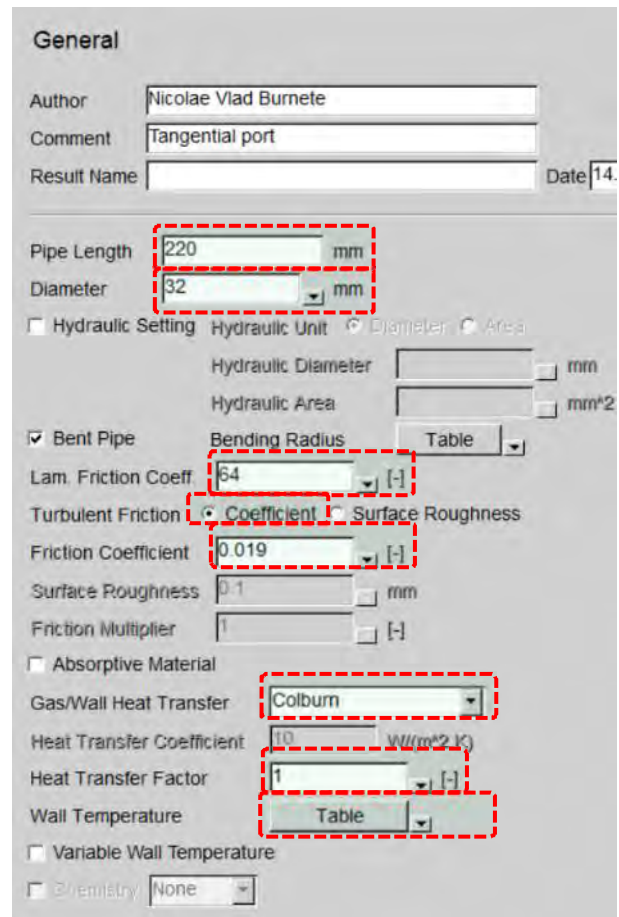 General
Author Nicolae Vlad Burnete
Comment Tangential port
Result Name Date 14.
Pipe Length 220 mm
Diameter 32 mm
Hydraulic Setting Hydraulic Unit Diameter Area
Hydraulic Diameter mm
Hydraulic Area mm^2
Bent Pipe Bending Radius Table
Lam. Friction Coeff. 64 [-]
Turbulent Friction Coefficient Surface Roughness
Friction Coefficient 0.019 [-]
Surface Roughness 0.1 mm
Friction Multiplier 1 [-]
Absorptive Material
Gas/Wall Heat Transfer Colburn
Heat Transfer Coefficient 10 W/(m^2.K)
Heat Transfer Factor 1 [-]
Wall Temperature Table
Variable Wall Temperature
Chemistry None